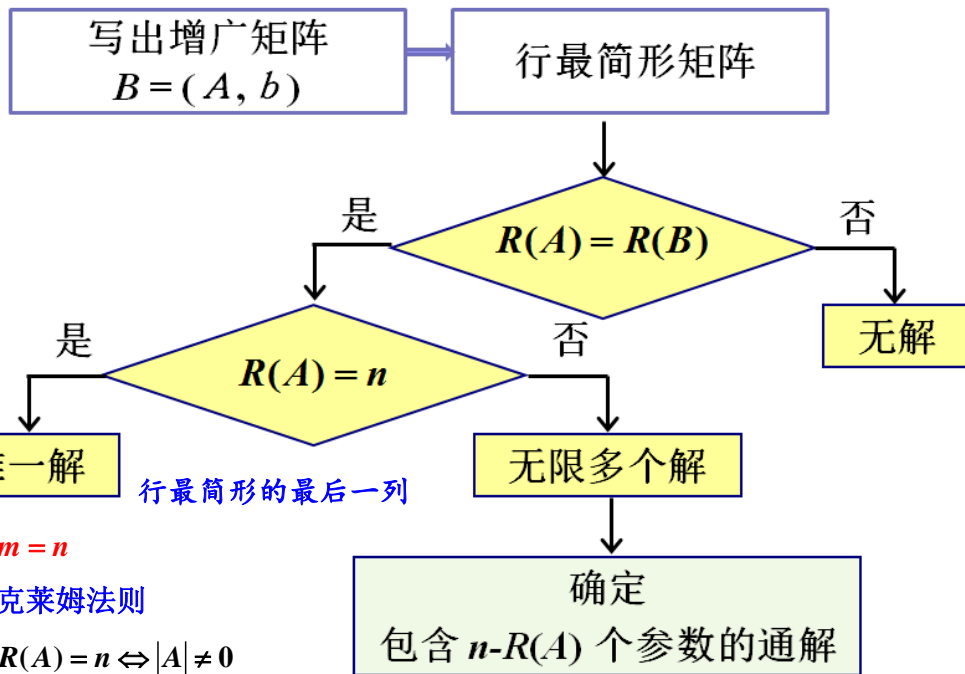 写出增广矩阵
B = ( A, b )
行最简形矩阵
是
R(A) = R(B)
否
无解
是
R(A) = n
否
一解
无限多个解
行最简形的最后一列
m = n
克莱姆法则
R(A) = n ⇔ |A| ≠ 0
确定
包含 n-R(A) 个参数的通解